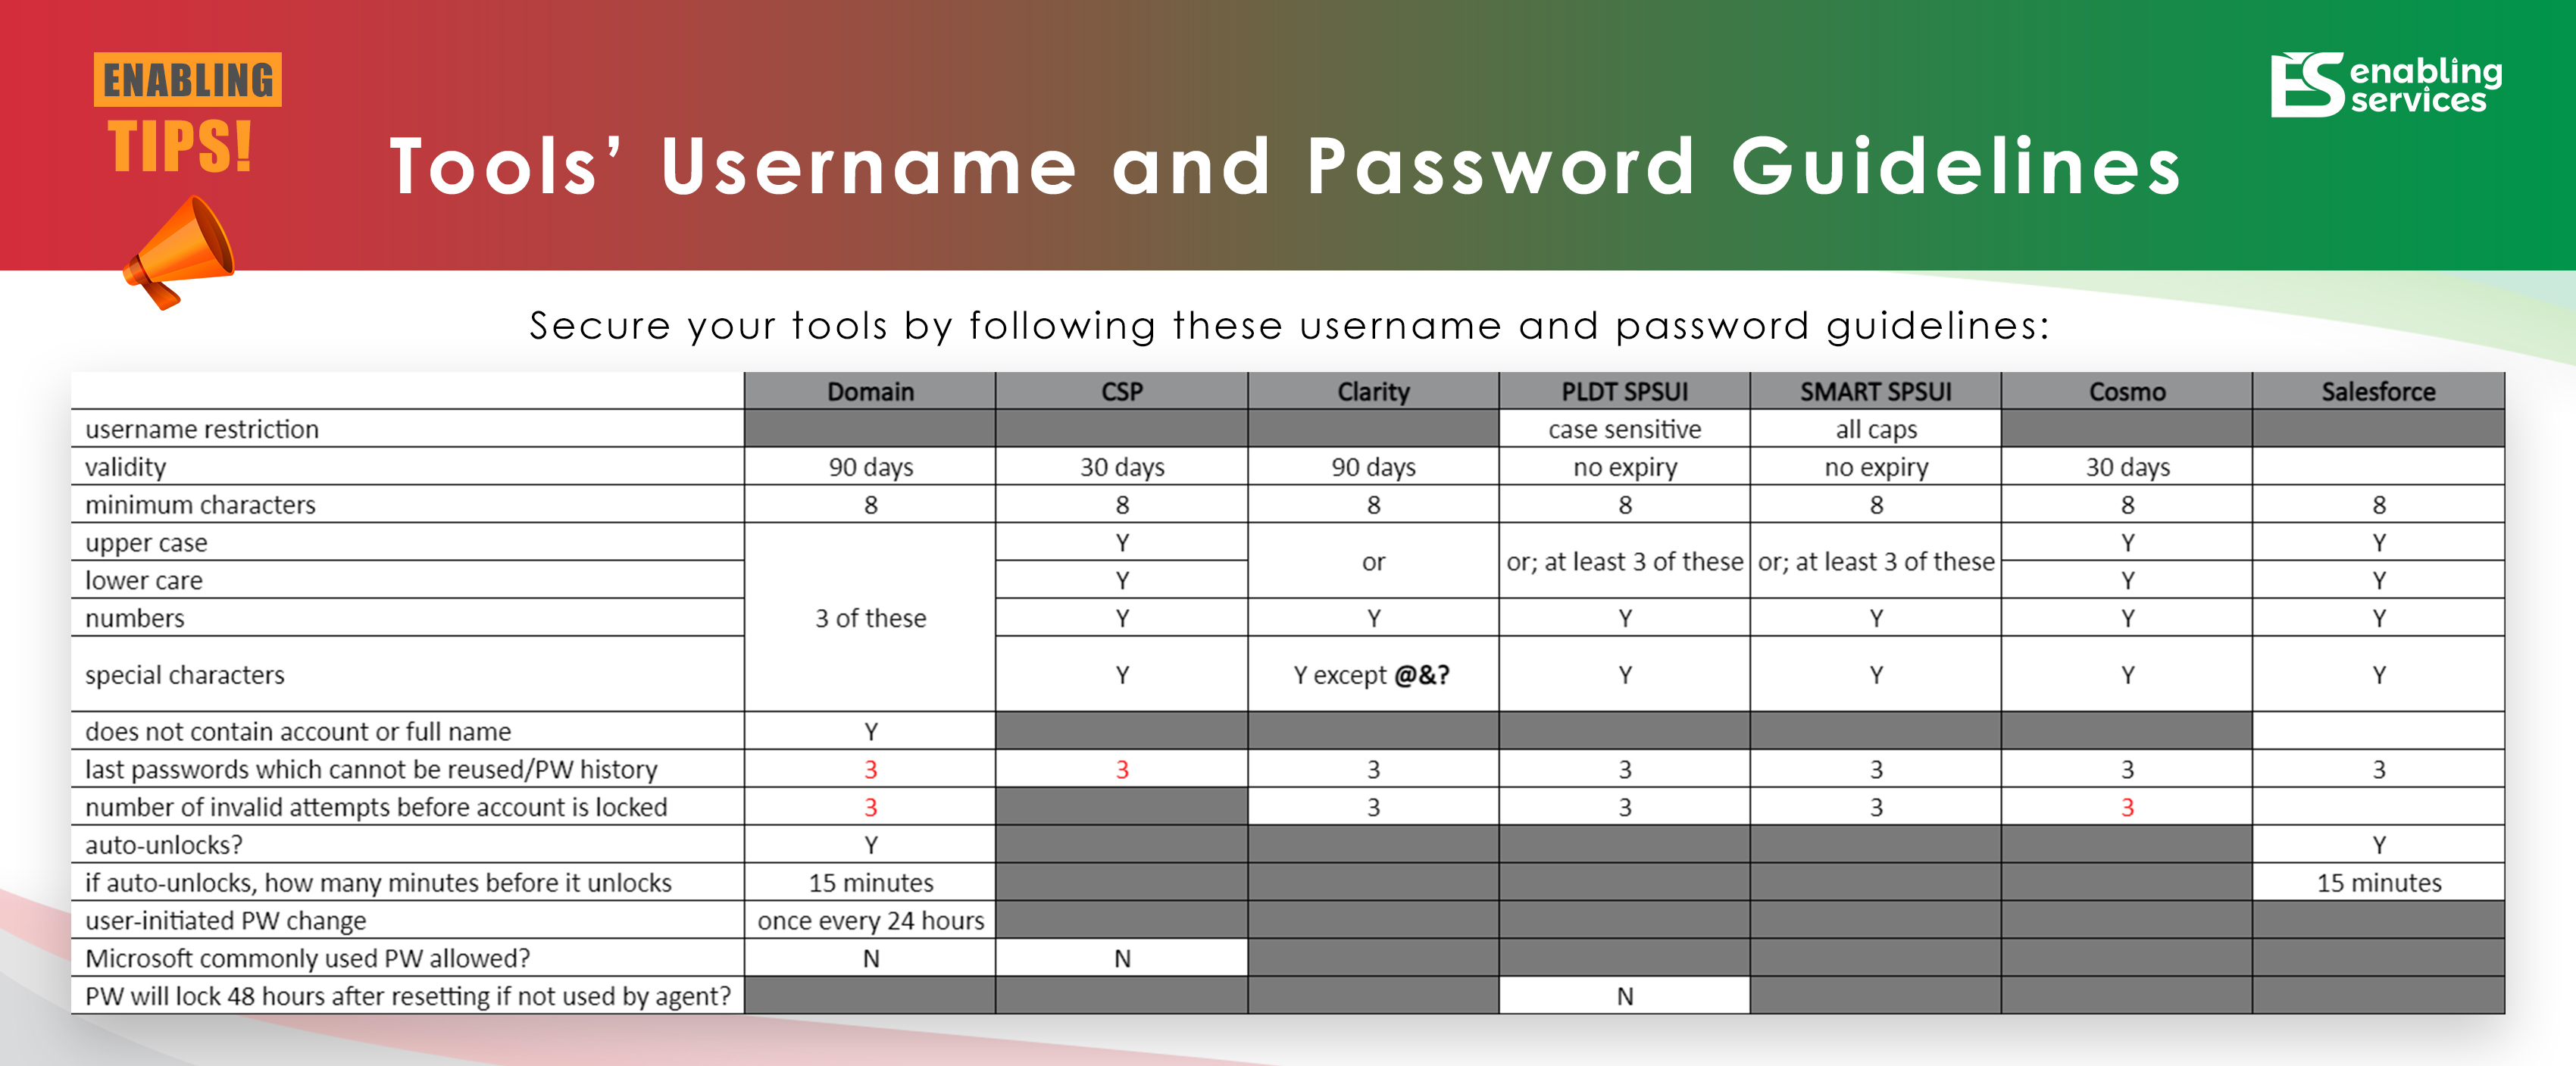 ENABLING
TIPS!
ES enabling
services
Tools’ Username and Password Guidelines
Secure your tools by following these username and password guidelines:
Domain CSP Clarity PLDT SPSUI SMART SPSUI Cosmo Salesforce
username restriction case sensitive all caps
validity 90 days 30 days 90 days no expiry no expiry 30 days
minimum characters 8 8 8 8 8 8 8
upper case Y Y Y
or or; at least 3 of these or; at least 3 of these
lower care Y Y Y
numbers 3 of these Y Y Y Y Y Y
special characters Y Y except @&? Y Y Y Y
does not contain account or full name Y
last passwords which cannot be reused/PW history 3 3 3 3 3 3 3
number of invalid attempts before account is locked 3 3 3 3 3
auto-unlocks? Y Y
if auto-unlocks, how many minutes before it unlocks 15 minutes 15 minutes
user-initiated PW change once every 24 hours
Microsoft commonly used PW allowed? N N
PW will lock 48 hours after resetting if not used by agent? N